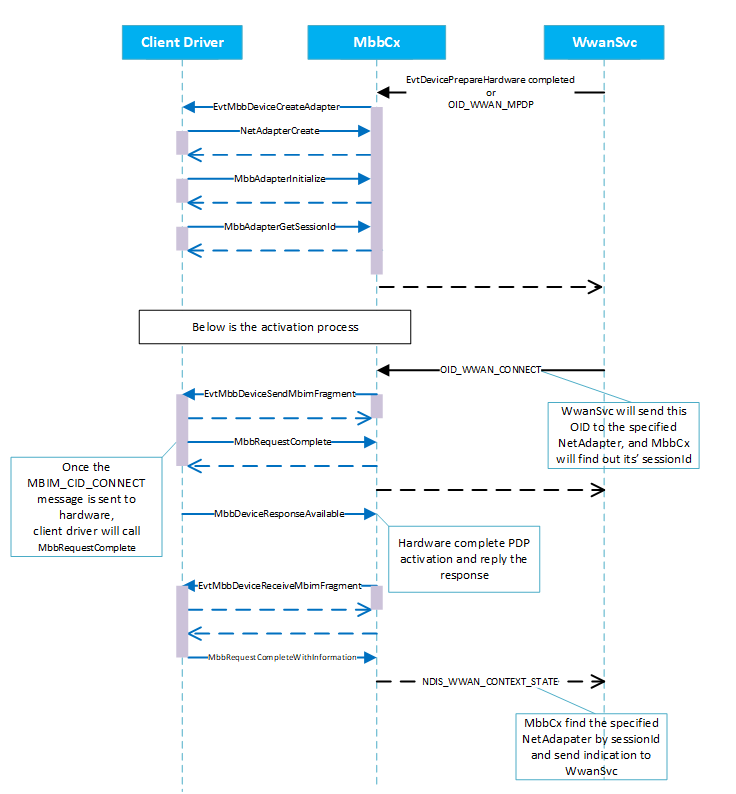 Client Driver
MbbCx
WwanSvc
EvtDevicePrepareHardware completed
or
OID_WWAN_MPDP
EvtMbbDeviceCreateAdapter
NetAdapterCreate
MbbAdapterInitialize
MbbAdapterGetSessionId
Below is the activation process
OID_WWAN_CONNECT
EvtMbbDeviceSendMbimFragment
WwanSvc will send this
OID to the specified
NetAdapter, and MbbCx
will find out its' sessionId
MbbRequestComplete
Once the
MBIM_CID_CONNECT
message is sent to
hardware,
client driver will call
MbbRequestComplete
MbbDeviceResponseAvailable
Hardware complete PDP
activation and reply the
response
EvtMbbDeviceReceiveMbimFragment
MbbRequestCompleteWithInformation
NDIS_WWAN_CONTEXT_STATE
MbbCx find the specified
NetAdapater by sessionId
and send indication to
WwanSvc